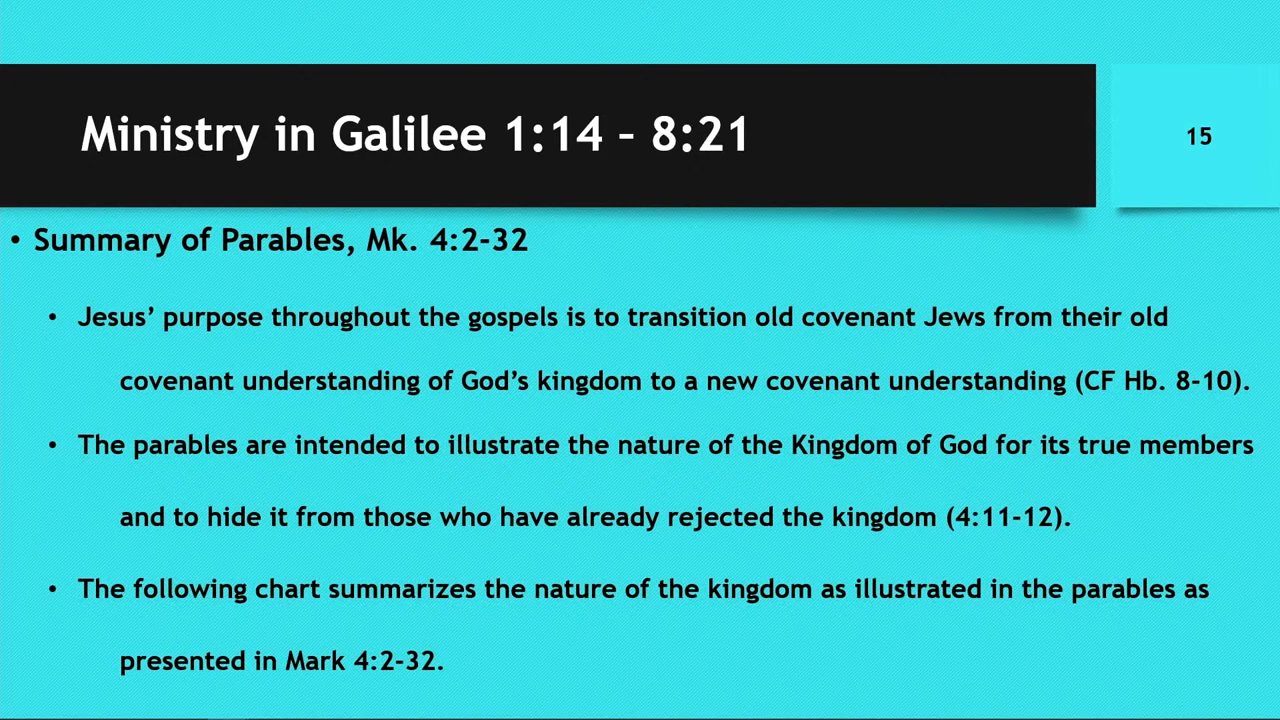 Ministry in Galilee 1:14 – 8:21
15
• Summary of Parables, Mk. 4:2-32
• Jesus’ purpose throughout the gospels is to transition old covenant Jews from their old
covenant understanding of God’s kingdom to a new covenant understanding (CF Hb. 8-10).
• The parables are intended to illustrate the nature of the Kingdom of God for its true members
and to hide it from those who have already rejected the kingdom (4:11-12).
• The following chart summarizes the nature of the kingdom as illustrated in the parables as
presented in Mark 4:2-32.